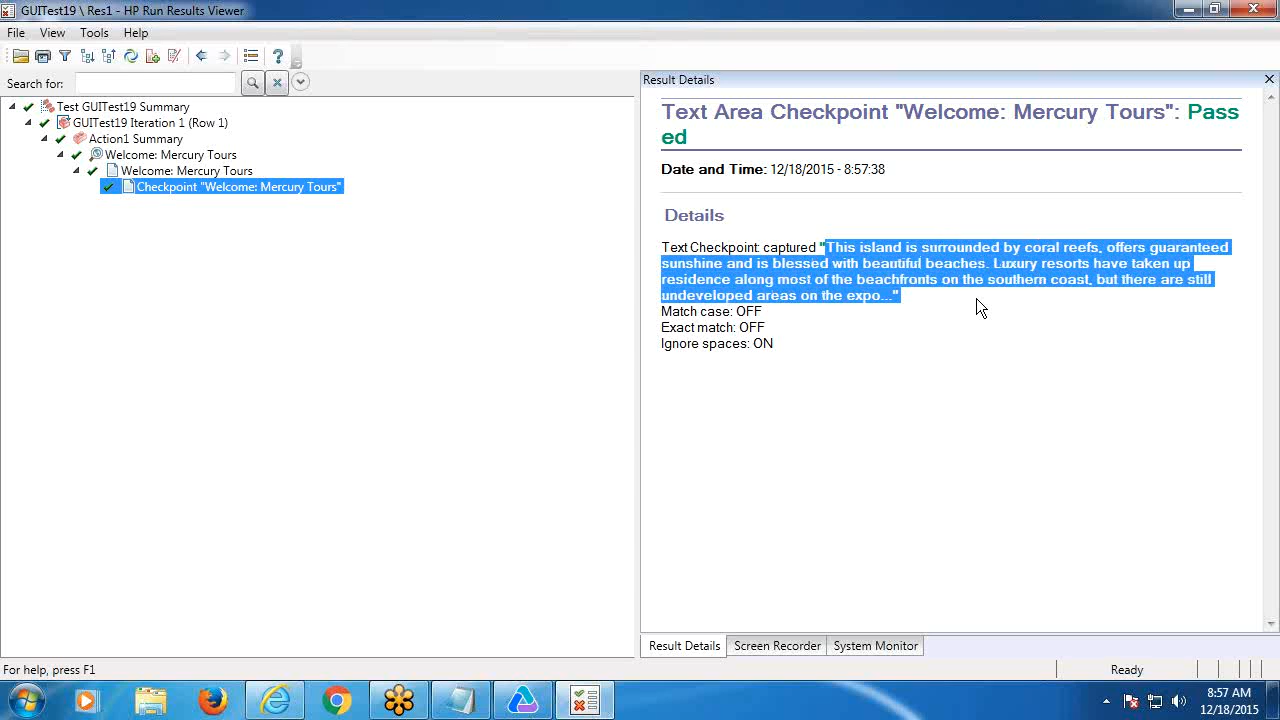 GUITest19 \ Res1 - HP Run Results Viewer
File View Tools Help
Search for:
Test GUITest19 Summary
GUITest19 Iteration 1 (Row 1)
Action1 Summary
Welcome: Mercury Tours
Welcome: Mercury Tours
Checkpoint "Welcome: Mercury Tours"
Result Details
Text Area Checkpoint "Welcome: Mercury Tours": Pass
ed
Date and Time: 12/18/2015 - 8:57:38
Details
Text Checkpoint: captured "This island is surrounded by coral reefs, offers guaranteed
sunshine and is blessed with beautiful beaches. Luxury resorts have taken up
residence along most of the beachfronts on the southern coast, but there are still
undeveloped areas on the expo..."
Match case: OFF
Exact match: OFF
Ignore spaces: ON
Result Details Screen Recorder System Monitor
For help, press F1
Ready
8:57 AM
12/18/2015